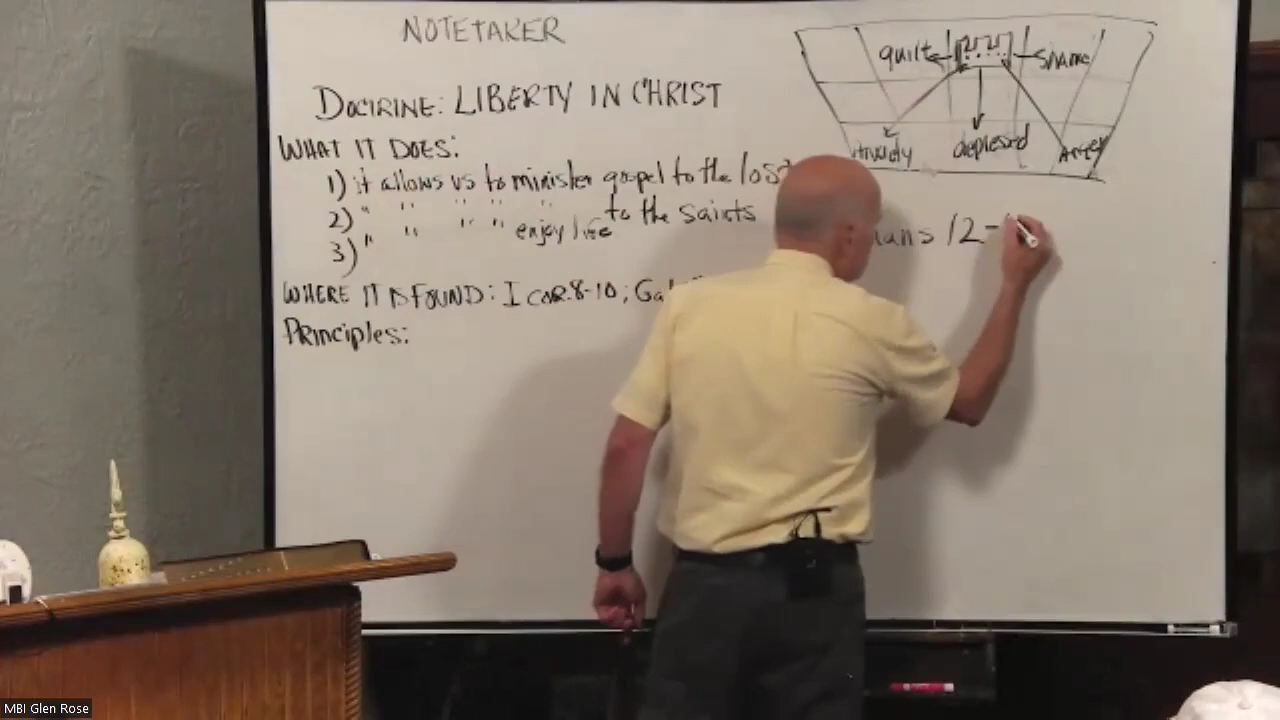 NOTETAKER
DOCTRINE: LIBERTY IN CHRIST
WHAT IT DOES:
1) it allows us to minister gospel to the lost
2) " " " " " " to the saints
3) " " " " enjoy life
WHERE IT IS FOUND: I COR. 8-10; Gal
Principles:
guilt ?.?.? shame
depressed Anger
12-
MBI Glen Rose